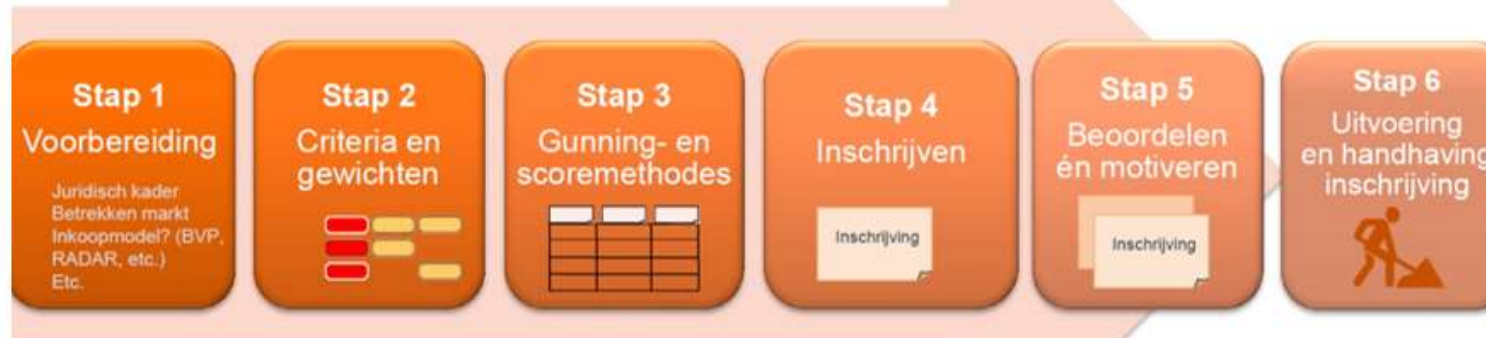 Stap 1
Voorbereiding
Juridisch kader
Betrekken markt
Inkoopmodel? (BVP,
RADAR, etc.)
Etc.
Stap 2
Criteria en
gewichten
Stap 3
Gunning- en
scoremethodes
Stap 4
Inschrijven
Inschrijving
Stap 5
Beoordelen
én motiveren
Inschrijving
Stap 6
Uitvoering
en handhaving
inschrijving